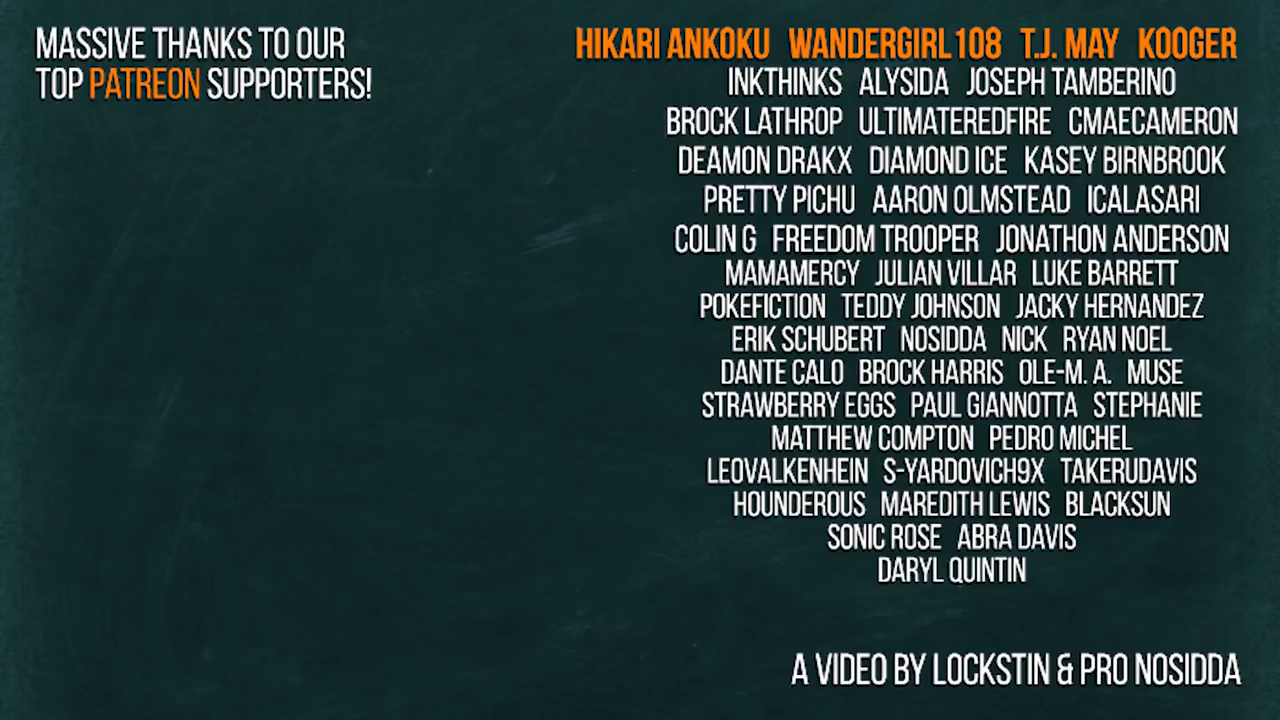 MASSIVE THANKS TO OUR
TOP PATREON SUPPORTERS!
HIKARI ANKOKU WANDERGIRL108 T.J. MAY KOOGER
INKTHINKS ALYSIDA JOSEPH TAMBERINO
BROCK LATHROP ULTIMATEREDFIRE CMAECAMERON
DEAMON DRAKX DIAMOND ICE KASEY BIRNBROOK
PRETTY PICHU AARON OLMSTEAD ICALASARI
COLIN G FREEDOM TROOPER JONATHON ANDERSON
MAMAMERCY JULIAN VILLAR LUKE BARRETT
POKEFICTION TEDDY JOHNSON JACKY HERNANDEZ
ERIK SCHUBERT NOSIDDA NICK RYAN NOEL
DANTE CALO BROCK HARRIS OLE-M. A. MUSE
STRAWBERRY EGGS PAUL GIANNOTTA STEPHANIE
MATTHEW COMPTON PEDRO MICHEL
LEOVALKENHEIN S-YARDOVICH9X TAKERUDAVIS
HOUNDEROUS MAREDITH LEWIS BLACKSUN
SONIC ROSE ABRA DAVIS
DARYL QUINTIN
A VIDEO BY LOCKSTIN & PRO NOSIDDA